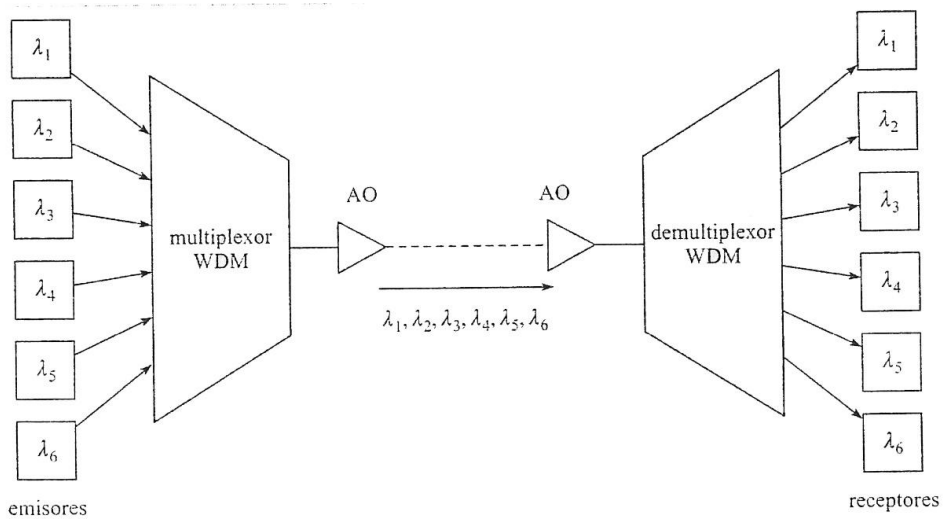 λ1
λ2
λ3
λ4
λ5
λ6
emisores
multiplexor
WDM
AO
AO
λ1, λ2, λ3, λ4, λ5, λ6
demultiplexor
WDM
λ1
λ2
λ3
λ4
λ5
λ6
receptores